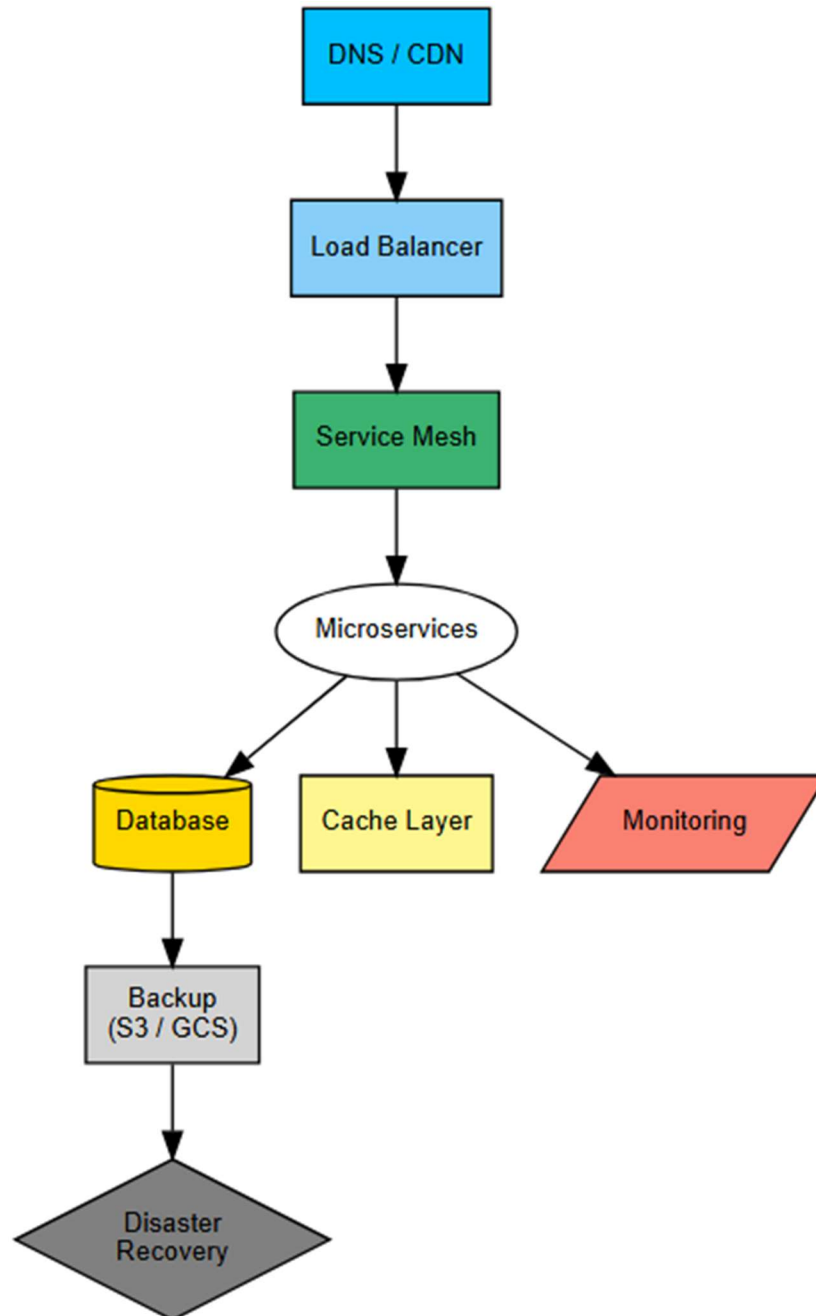 DNS / CDN
Load Balancer
Service Mesh
Microservices
Database
Cache Layer
Monitoring
Backup
(S3 / GCS)
Disaster
Recovery